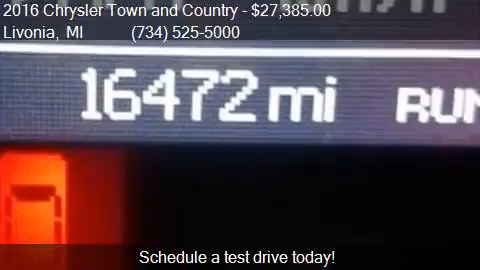 2016 Chrysler Town and Country - $27,385.00
Livonia, MI (734) 525-5000
16472 mi
Schedule a test drive today!